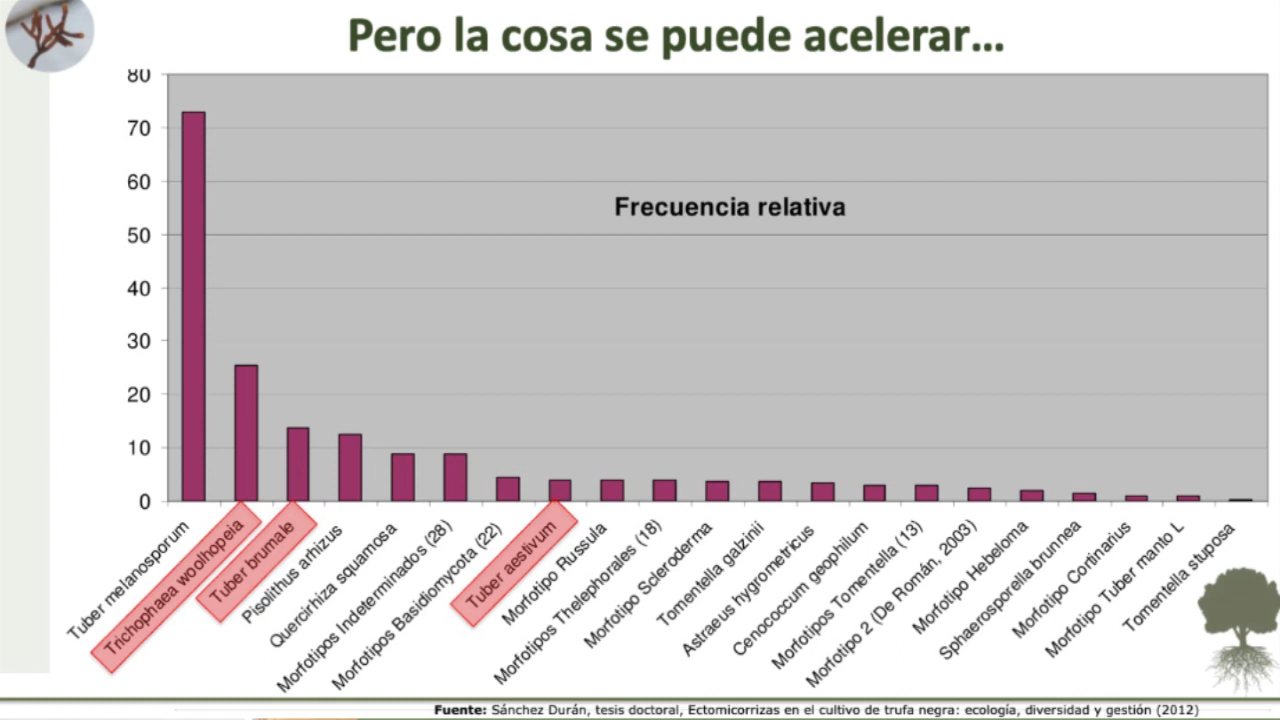 Pero la cosa se puede acelerar...
80
70
60
50
40
30
20
10
0
Frecuencia relativa
Tuber melanosporum
Trichophaea woolhopeia
Tuber brumale
Pisolithus arhizus
Quercirhiza squamosa
Morfotipos Indeterminados (28)
Morfotipos Basidiomycota (22)
Tuber aestivum
Morfotipo Russula
Morfotipos Thelephorales (18)
Morfotipo Scleroderma
Tomentella galzinii
Astraeus hygrometricus
Cenococcum geophilum
Morfotipos Tomentella (13)
Morfotipo 2 (De Román, 2003)
Morfotipo Hebeloma
Sphaerosporella brunnea
Morfotipo Cortinarius
Morfotipo Tuber manto L
Tomentella stuposa
Fuente: Sánchez Durán, tesis doctoral, Ectomicorrizas en el cultivo de trufa negra: ecología, diversidad y gestión (2012)